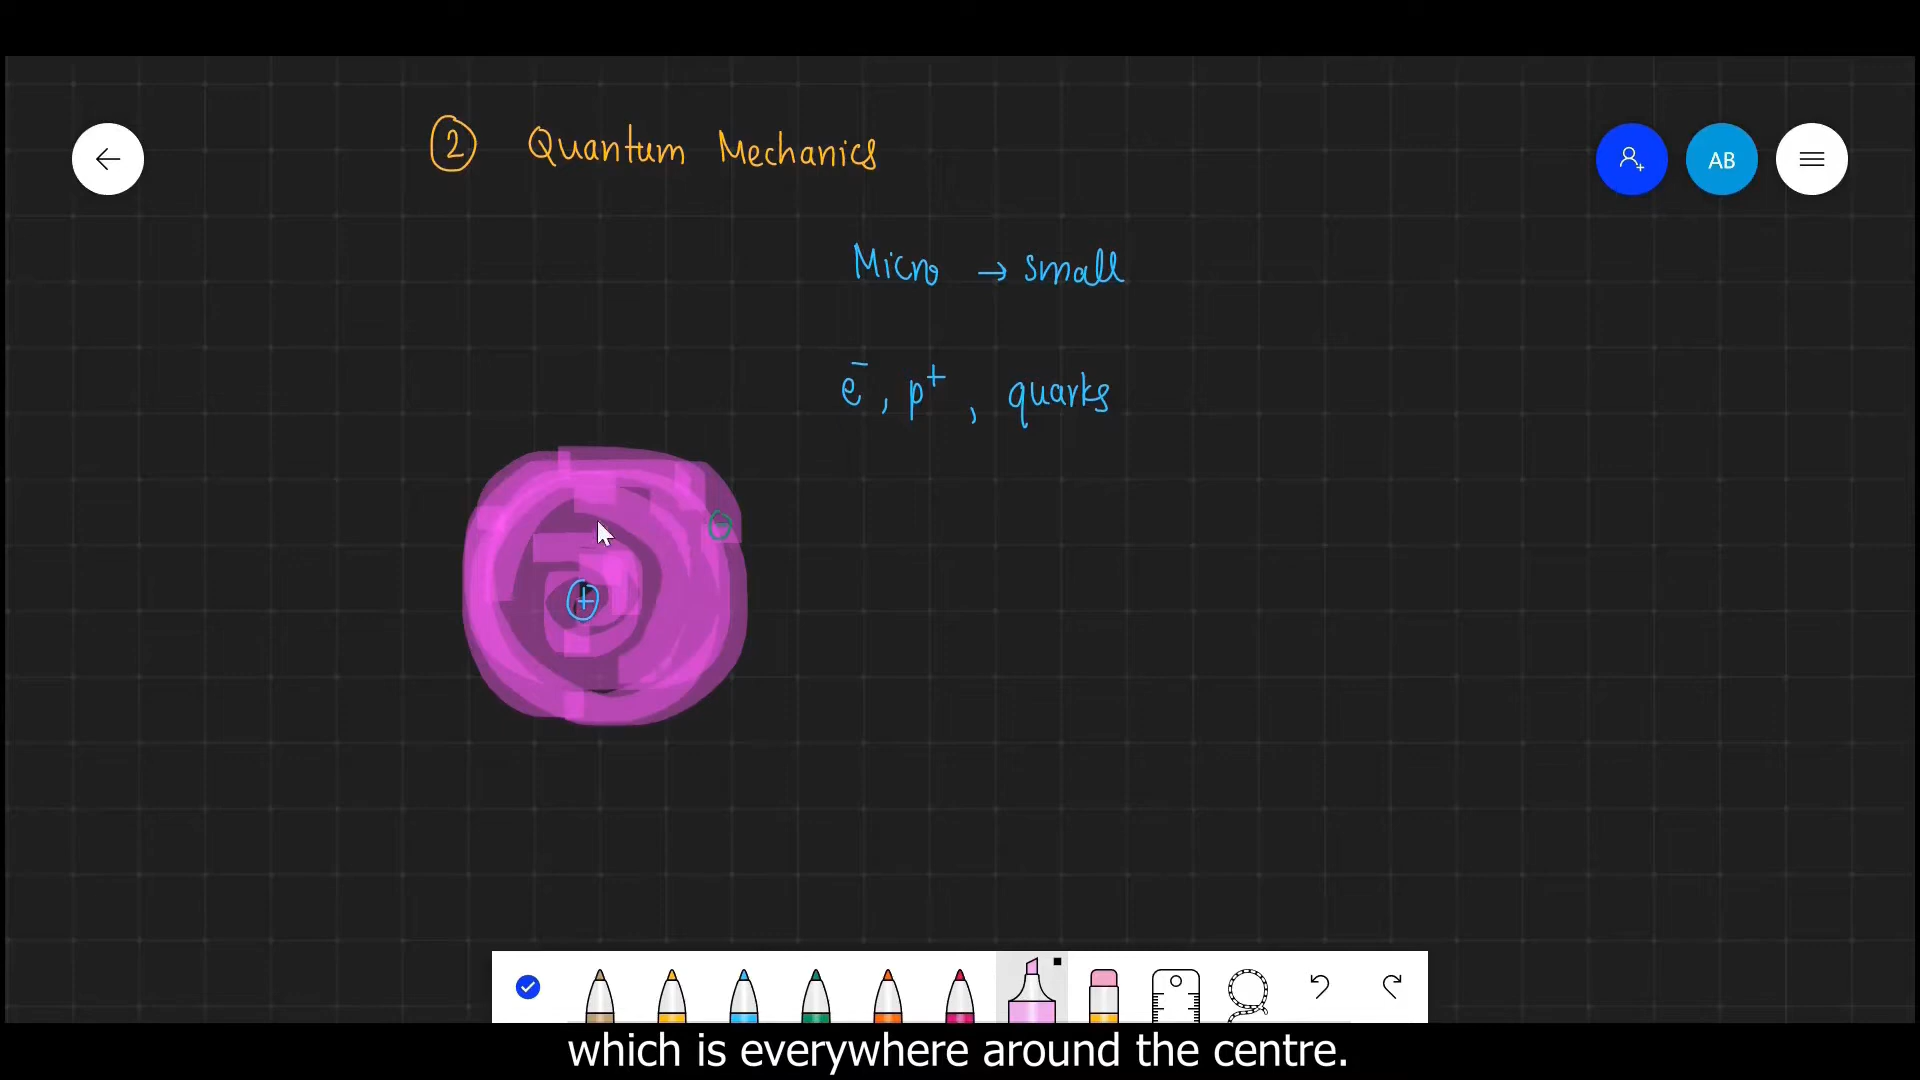 ② Quantum Mechanics
AB
Micro → small
e⁻, p⁺, quarks
-
+
which is everywhere around the centre.